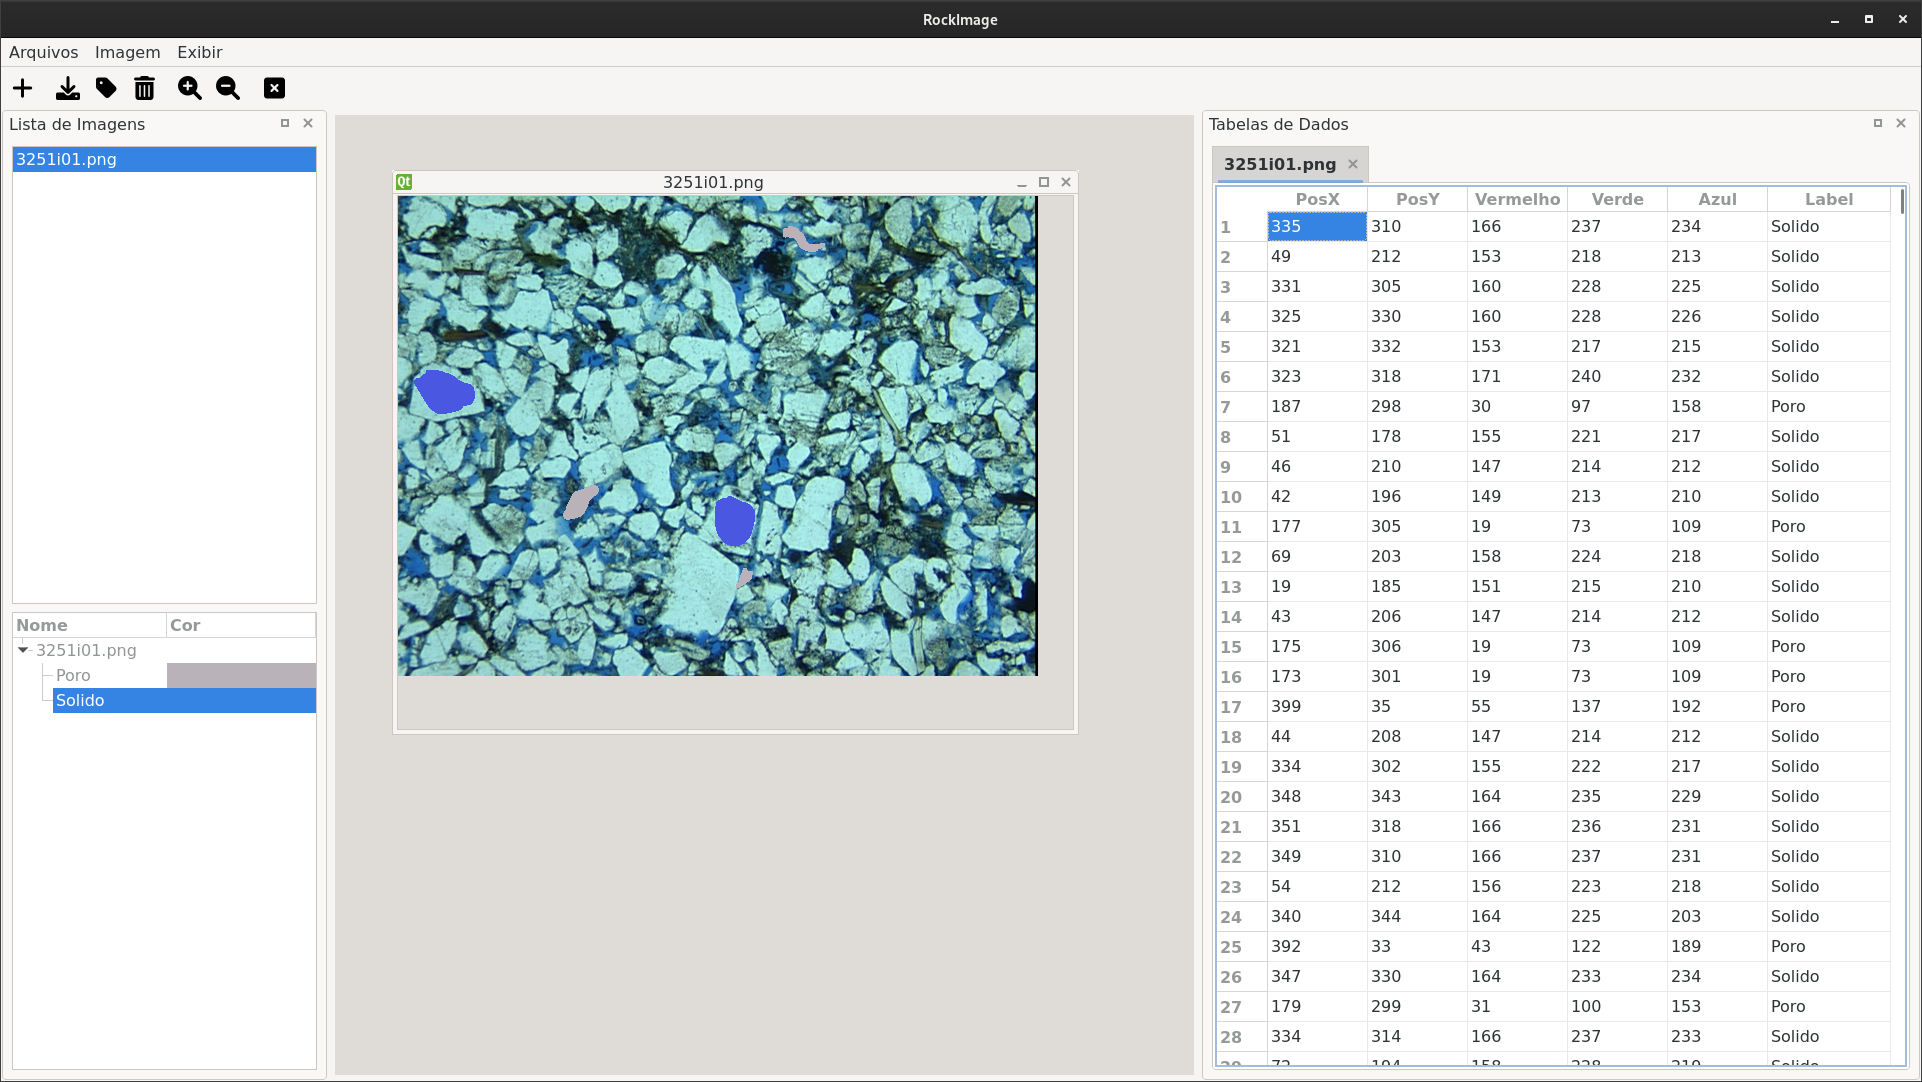 RockImage
Arquivos Imagem Exibir
Lista de Imagens
3251i01.png
Nome Cor
3251i01.png
Poro
Solido
Qt 3251i01.png
Tabelas de Dados
3251i01.png
PosX PosY Vermelho Verde Azul Label
1 335 310 166 237 234 Solido
2 49 212 153 218 213 Solido
3 331 305 160 228 225 Solido
4 325 330 160 228 226 Solido
5 321 332 153 217 215 Solido
6 323 318 171 240 232 Solido
7 187 298 30 97 158 Poro
8 51 178 155 221 217 Solido
9 46 210 147 214 212 Solido
10 42 196 149 213 210 Solido
11 177 305 19 73 109 Poro
12 69 203 158 224 218 Solido
13 19 185 151 215 210 Solido
14 43 206 147 214 212 Solido
15 175 306 19 73 109 Poro
16 173 301 19 73 109 Poro
17 399 35 55 137 192 Poro
18 44 208 147 214 212 Solido
19 334 302 155 222 217 Solido
20 348 343 164 235 229 Solido
21 351 318 166 236 231 Solido
22 349 310 166 237 231 Solido
23 54 212 156 223 218 Solido
24 340 344 164 225 203 Solido
25 392 33 43 122 189 Poro
26 347 330 164 233 234 Solido
27 179 299 31 100 153 Poro
28 334 314 166 237 233 Solido